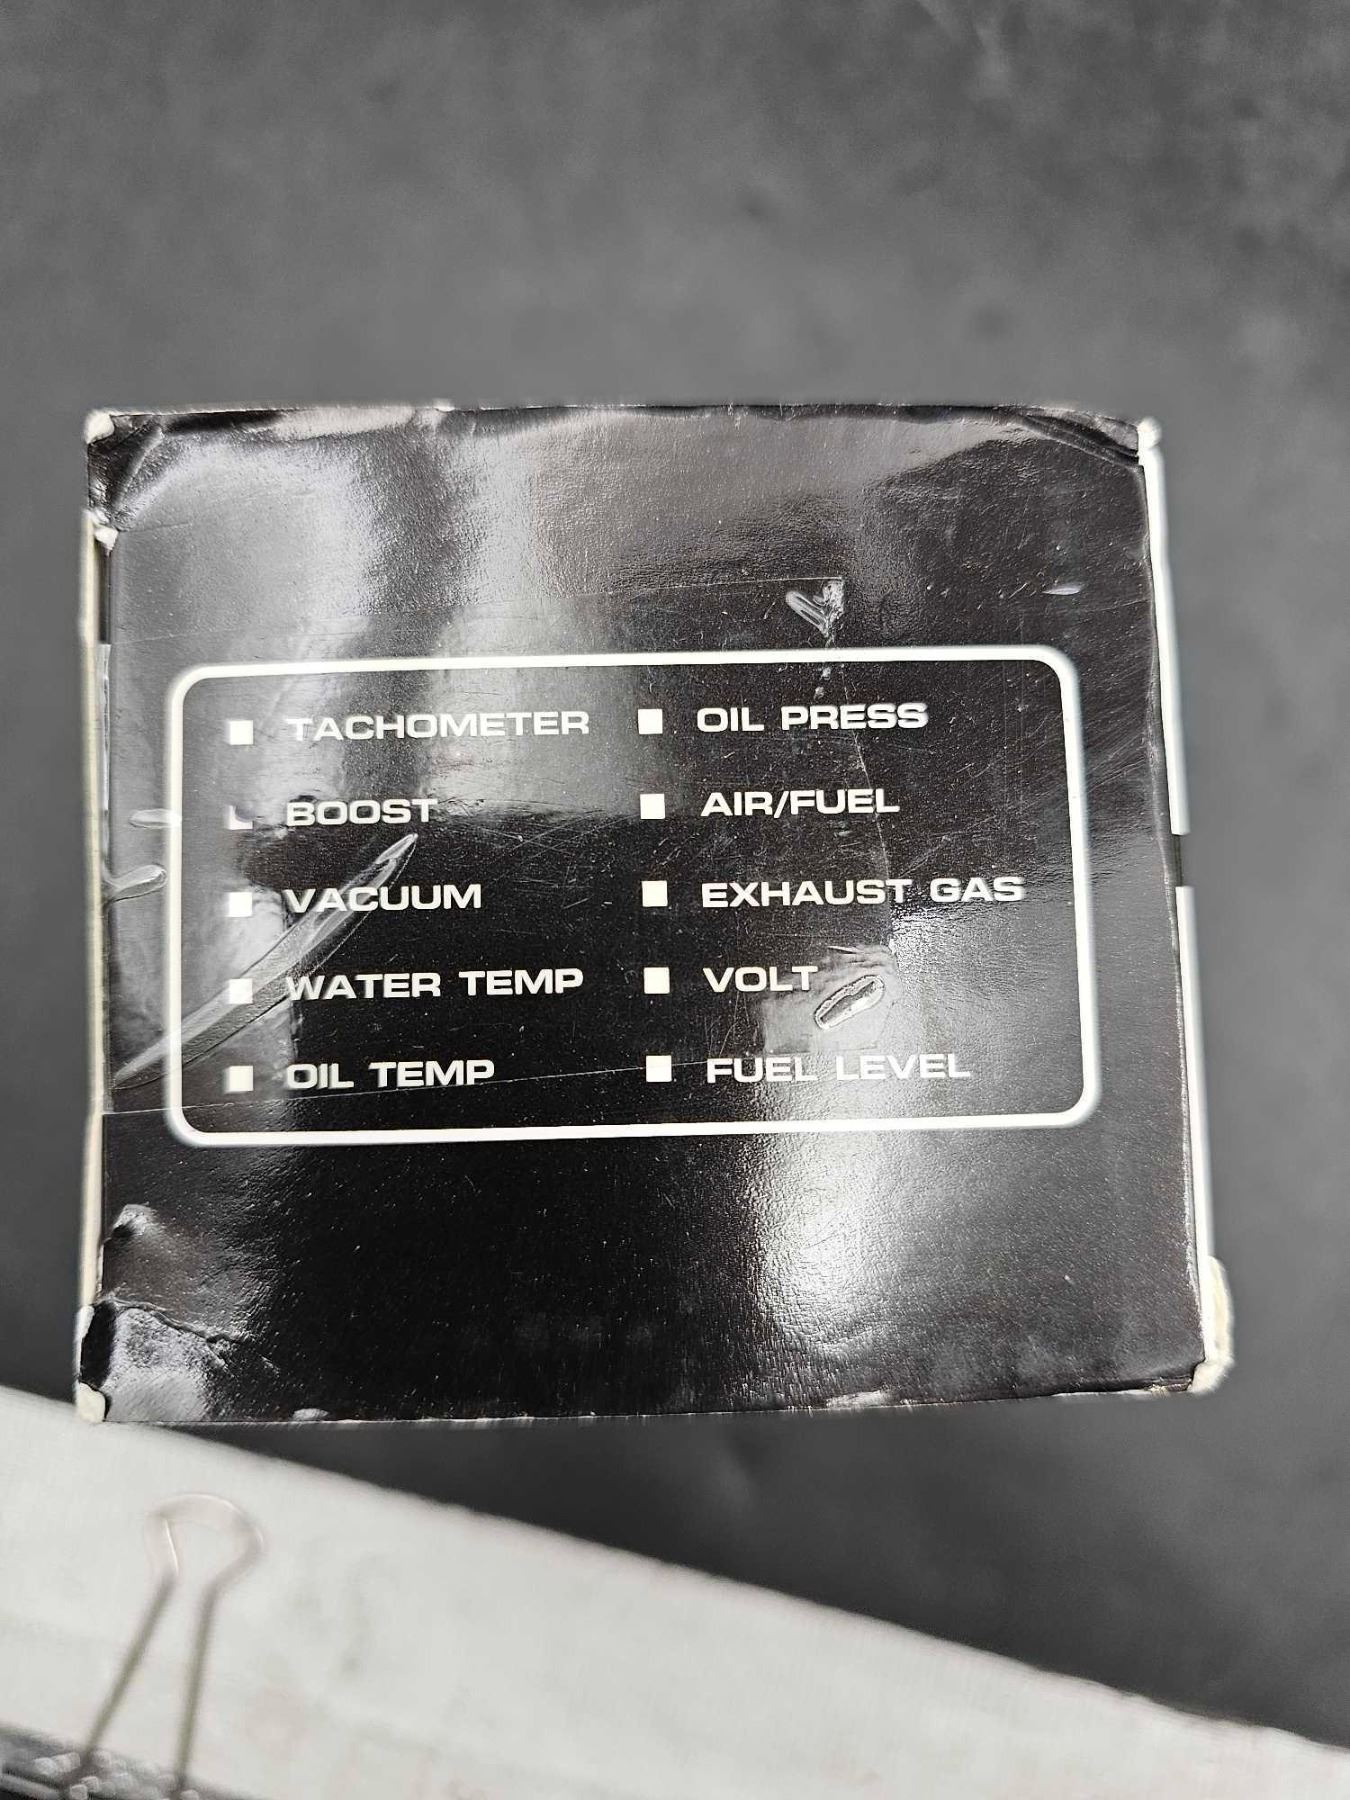 TACHOMETER
BOOST
VACUUM
WATER TEMP
OIL TEMP
OIL PRESS
AIR/FUEL
EXHAUST GAS
VOLT
FUEL LEVEL